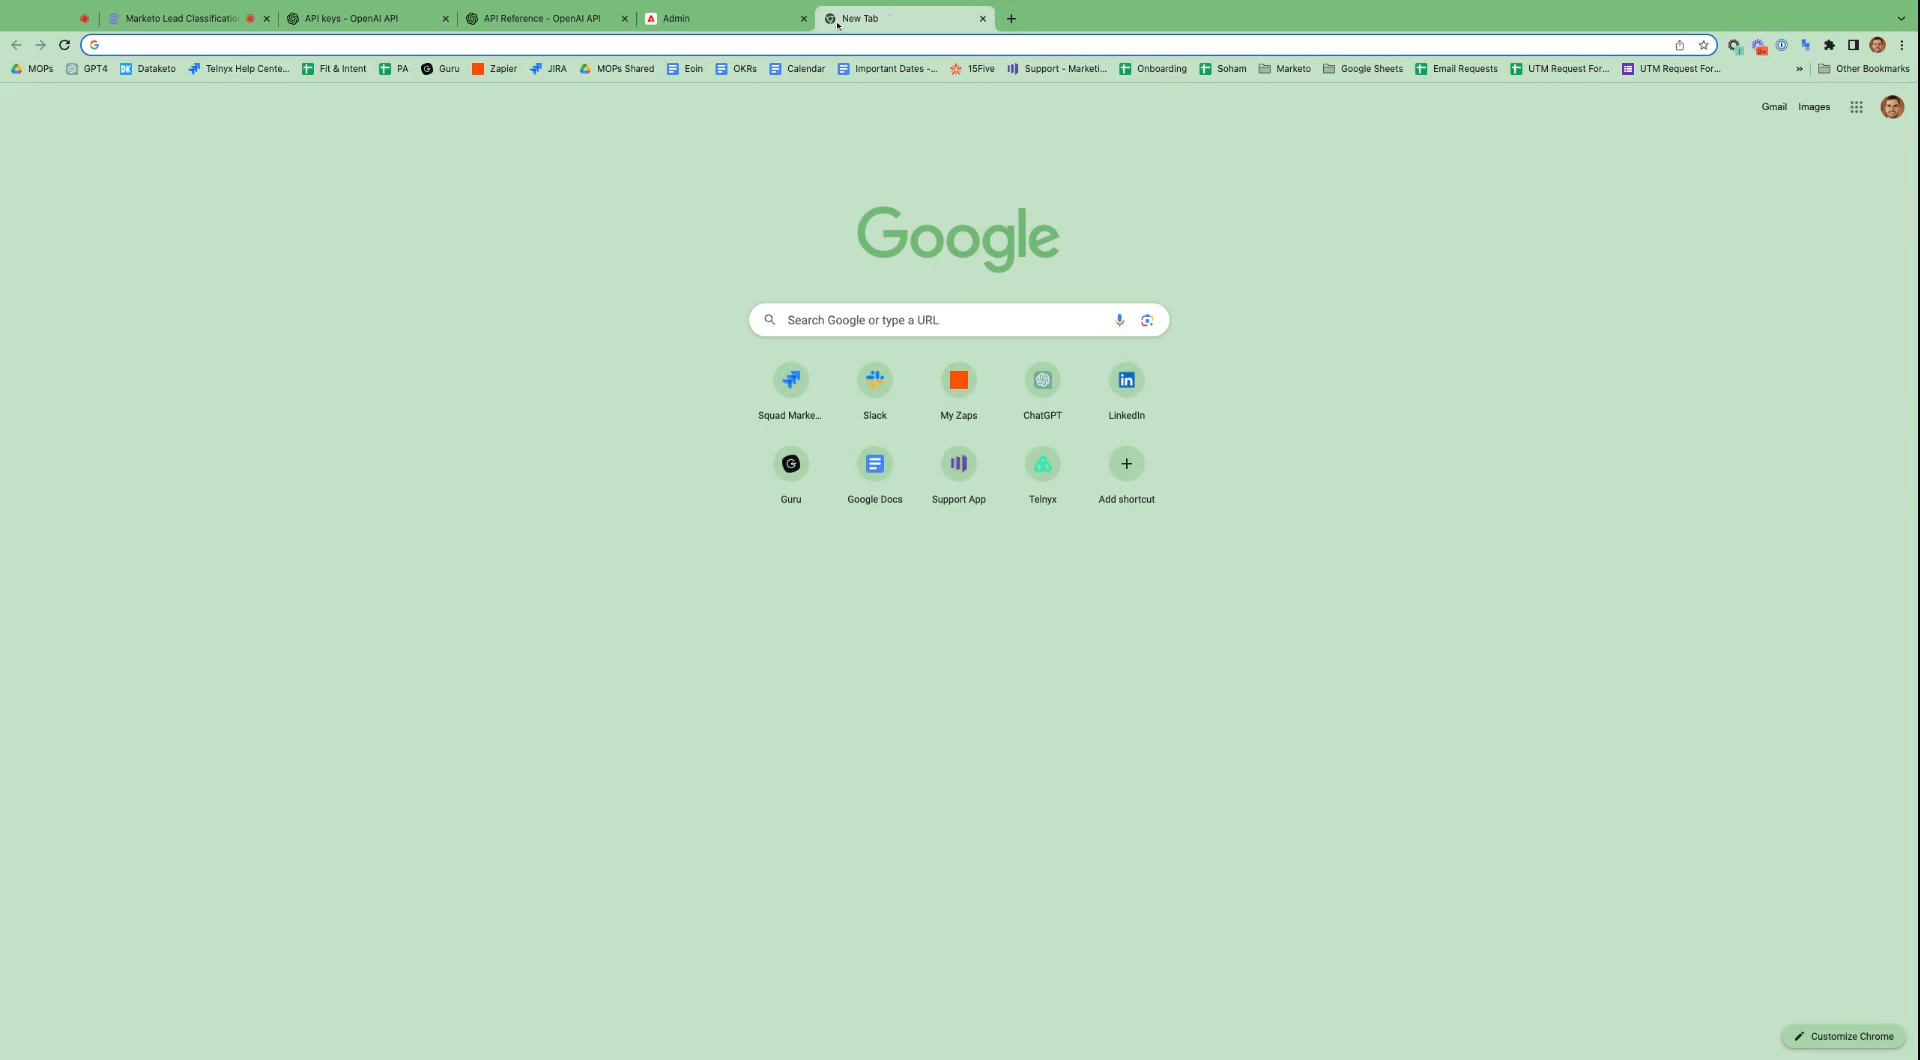 Marketo Lead Classificatio
API keys - OpenAI API
API Reference - OpenAI API
Admin
New Tab
MOPs GPT4 Dataketo Telnyx Help Cente... Fit & Intent PA Guru Zapier JIRA MOPs Shared Eoin OKRs Calendar Important Dates -... 15Five Support - Marketi... Onboarding Soham Marketo Google Sheets Email Requests UTM Request For... UTM Request For... » Other Bookmarks
Gmail Images
Google
Search Google or type a URL
Squad Marke... Slack My Zaps ChatGPT LinkedIn
Guru Google Docs Support App Telnyx Add shortcut
Customize Chrome